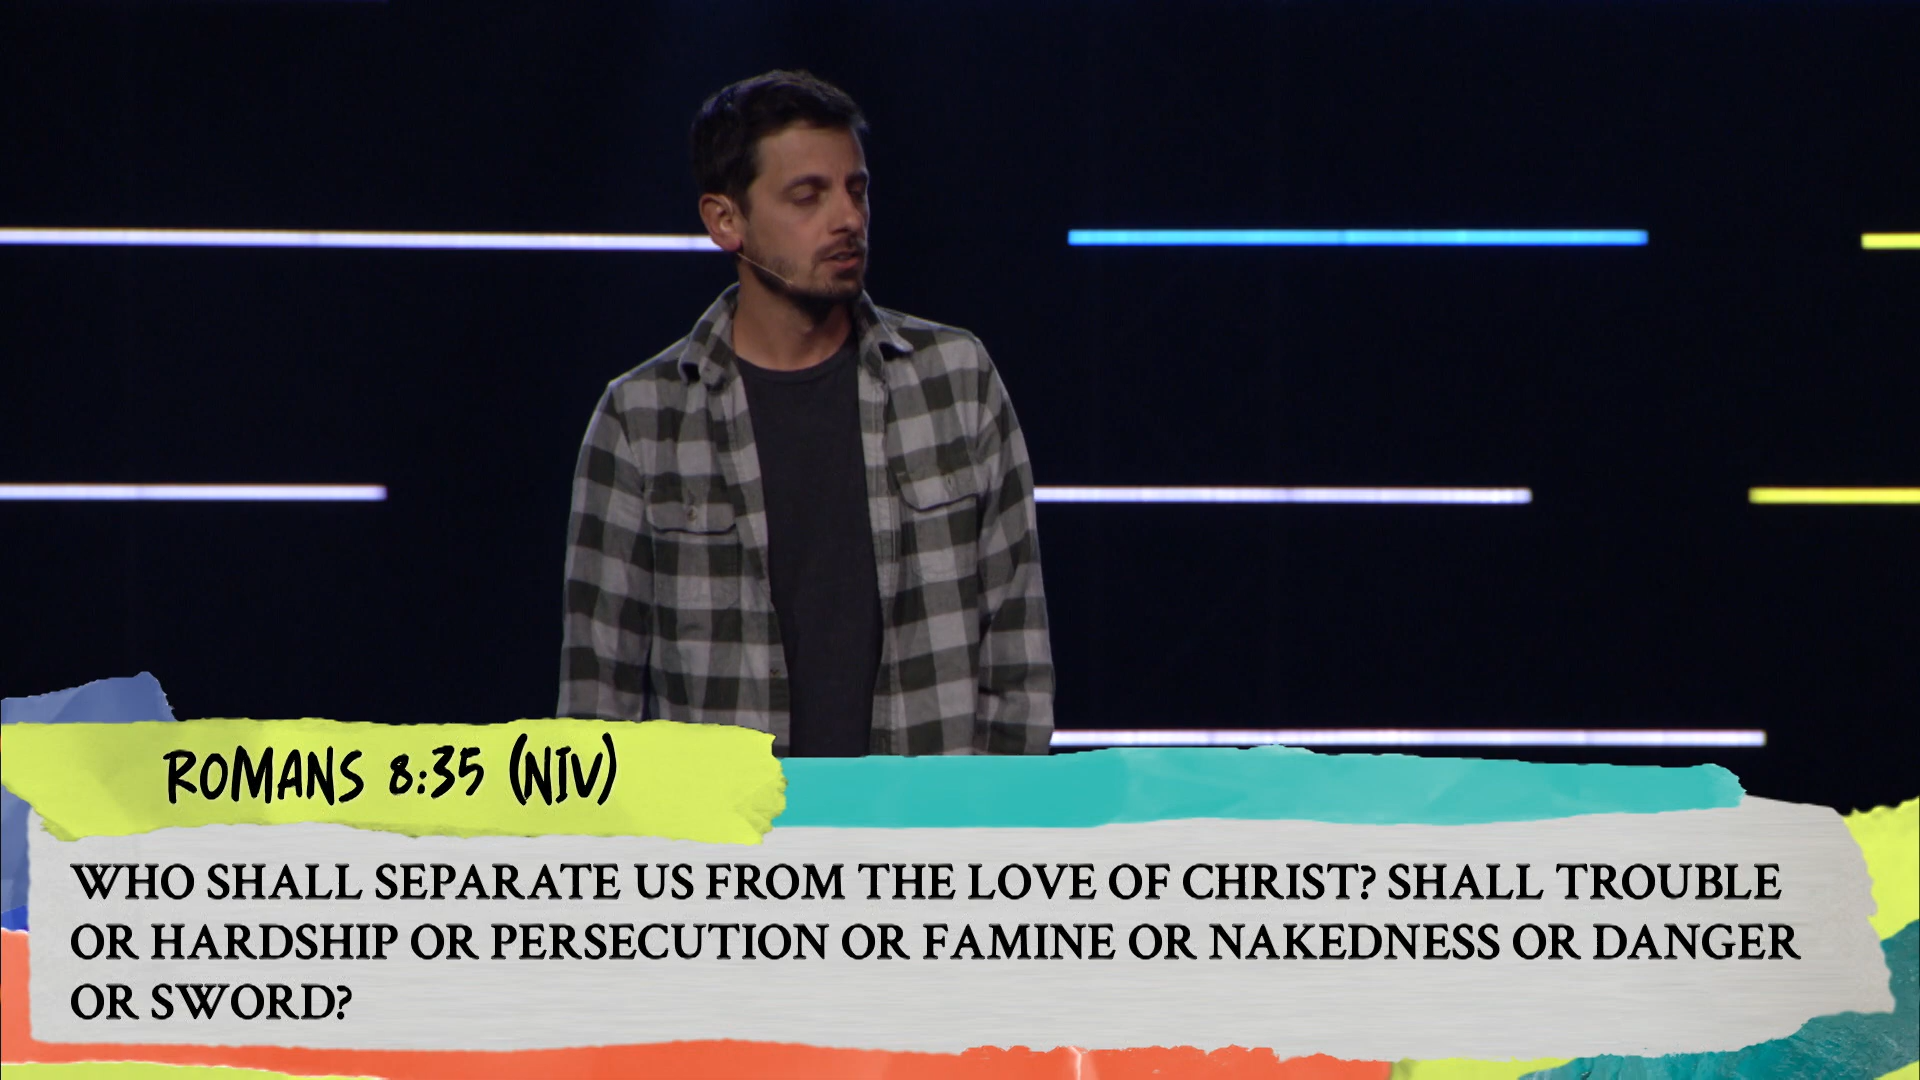 ROMANS 8:35 (NIV)
WHO SHALL SEPARATE US FROM THE LOVE OF CHRIST? SHALL TROUBLE
OR HARDSHIP OR PERSECUTION OR FAMINE OR NAKEDNESS OR DANGER
OR SWORD?